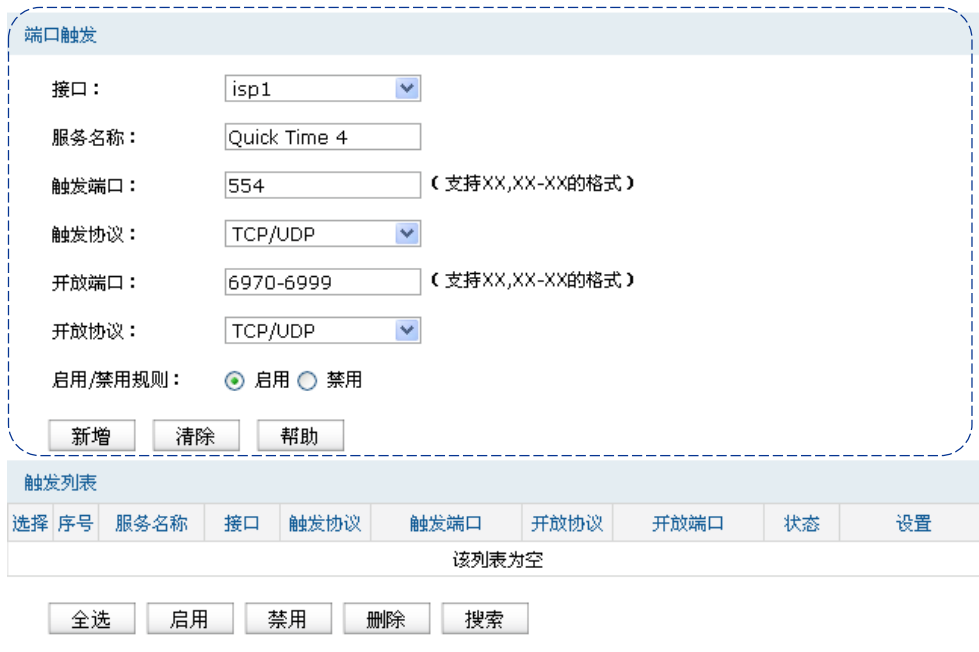 端口触发
接口： isp1
服务名称： Quick Time 4
触发端口： 554 （支持XX,XX-XX的格式）
触发协议： TCP/UDP
开放端口： 6970-6999 （支持XX,XX-XX的格式）
开放协议： TCP/UDP
启用/禁用规则： 启用 禁用
新增 清除 帮助
触发列表
选择 序号 服务名称 接口 触发协议 触发端口 开放协议 开放端口 状态 设置
该列表为空
全选 启用 禁用 删除 搜索